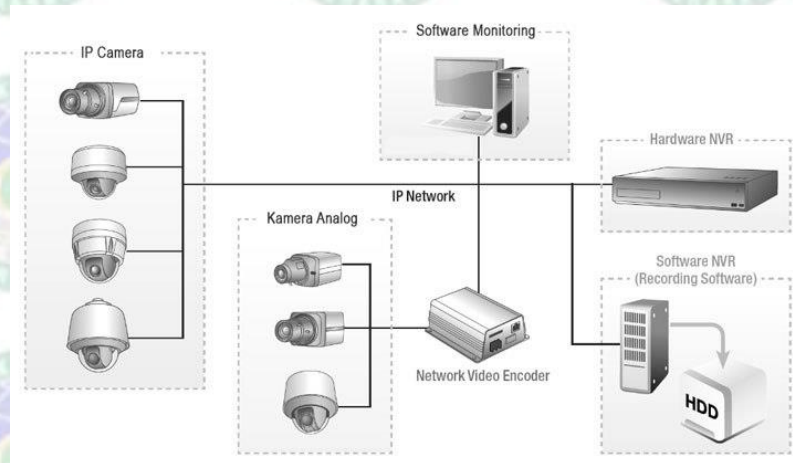 IP Camera
Software Monitoring
Hardware NVR
IP Network
Kamera Analog
Software NVR
(Recording Software)
Network Video Encoder
HDD